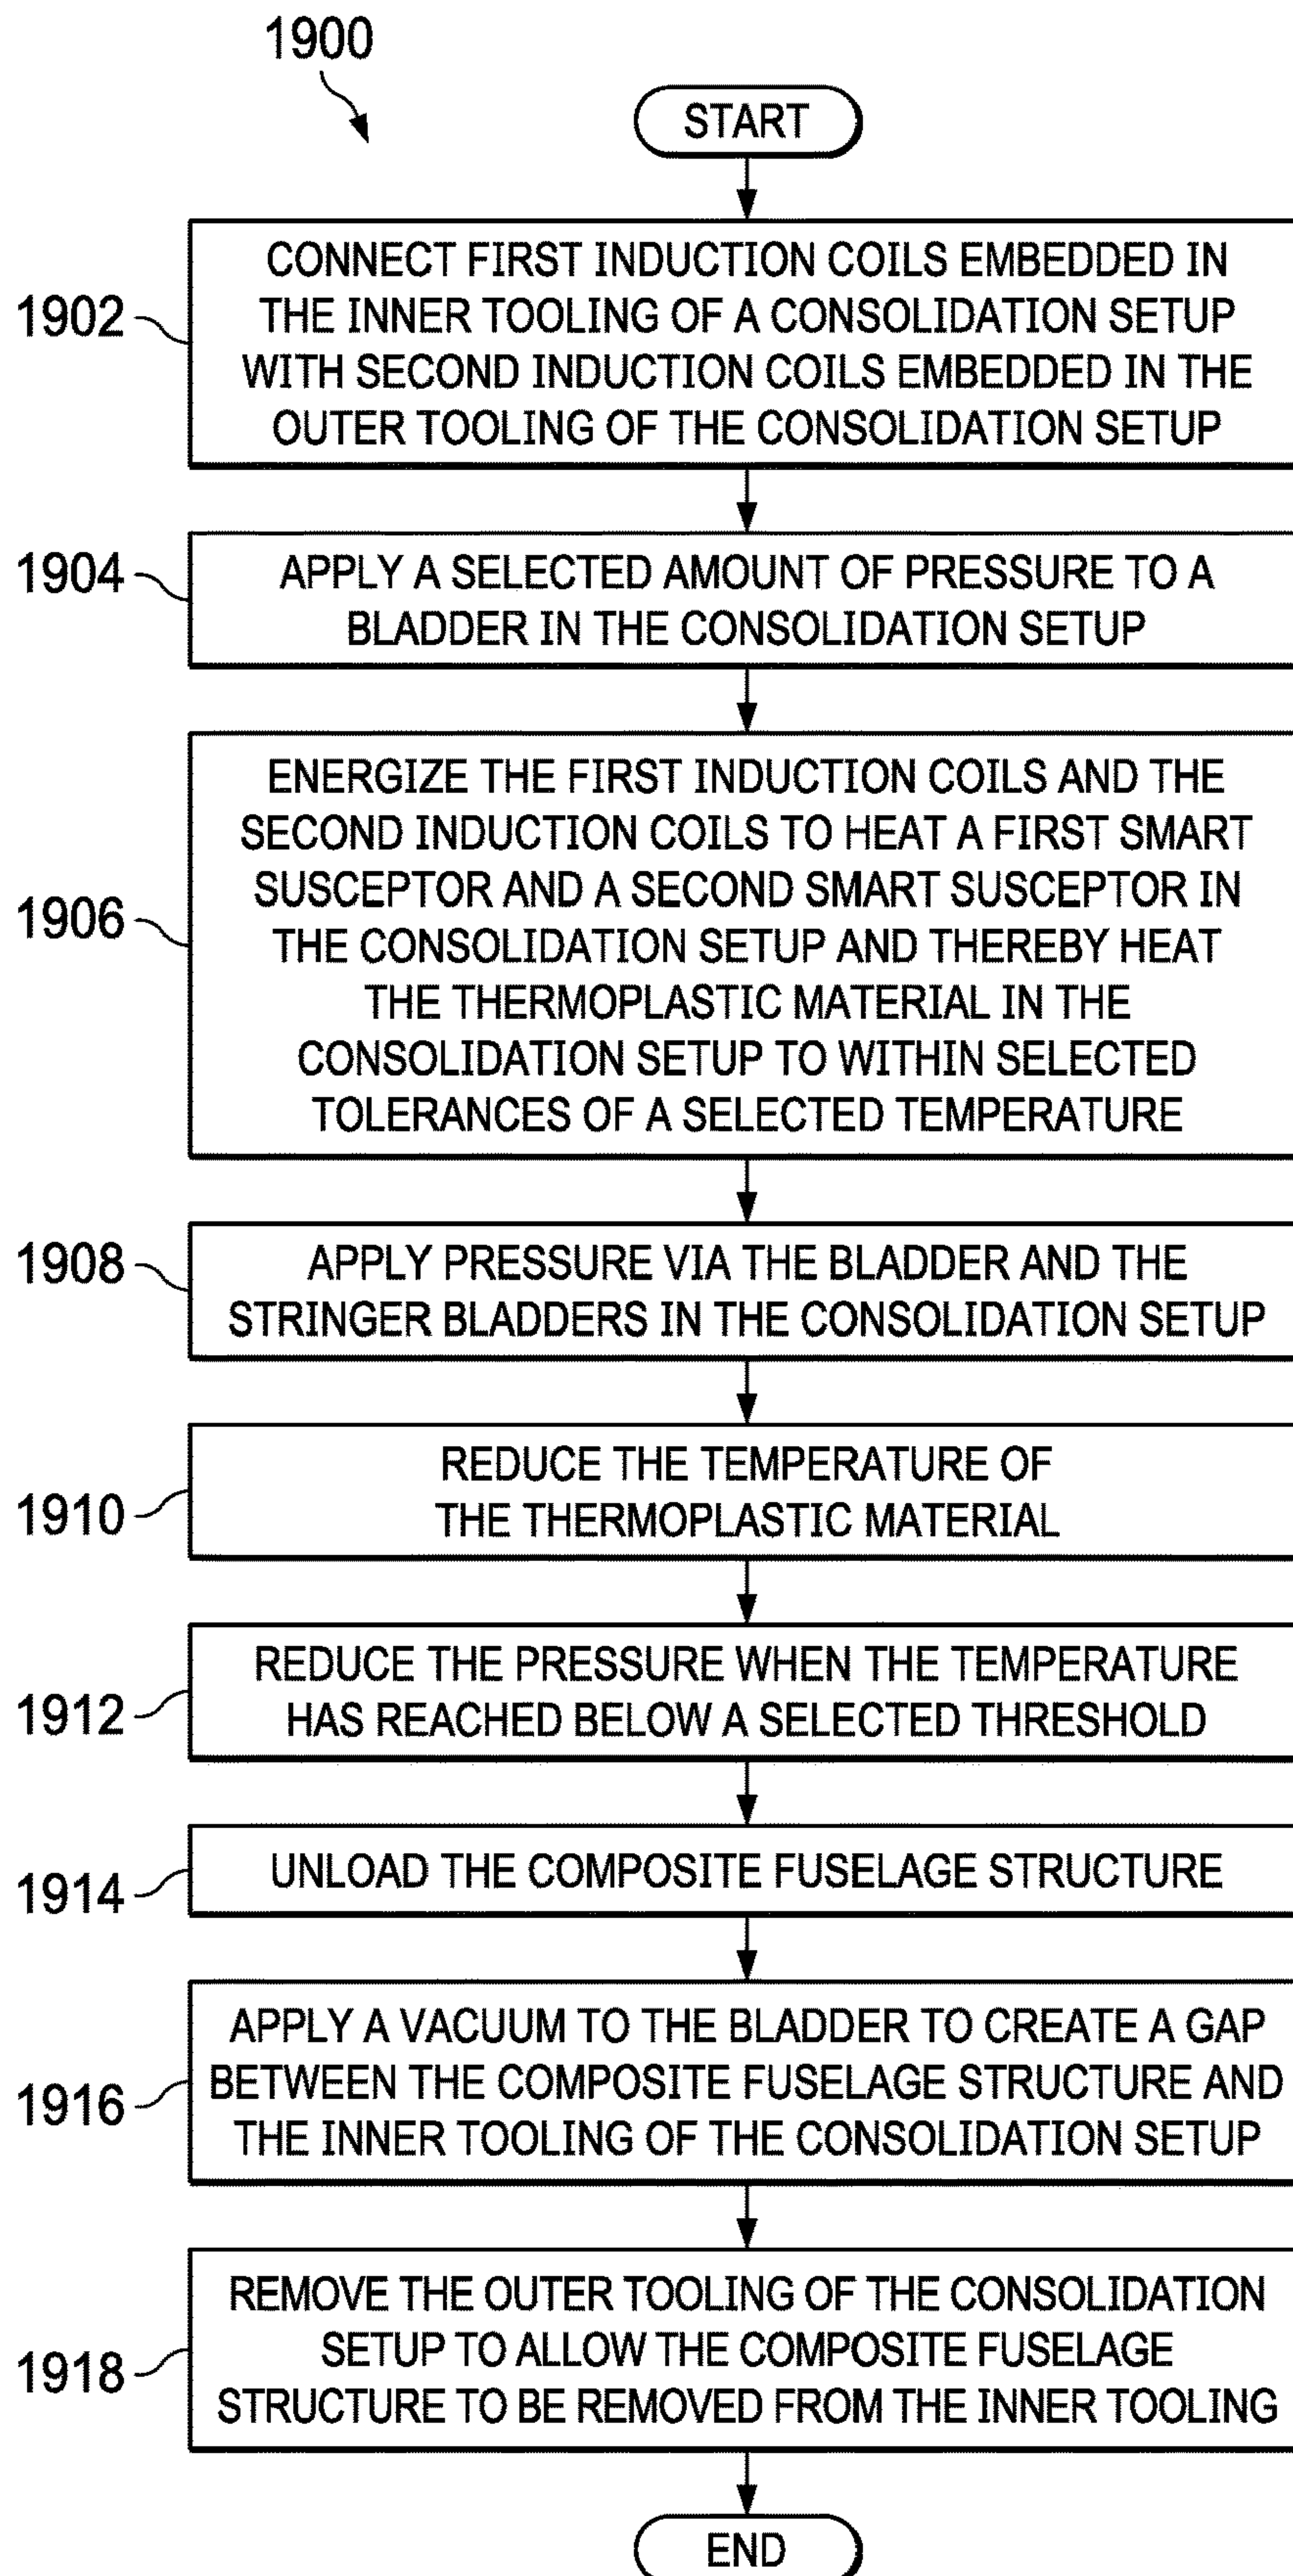 1900
START
1902
CONNECT FIRST INDUCTION COILS EMBEDDED IN
THE INNER TOOLING OF A CONSOLIDATION SETUP
WITH SECOND INDUCTION COILS EMBEDDED IN THE
OUTER TOOLING OF THE CONSOLIDATION SETUP
1904
APPLY A SELECTED AMOUNT OF PRESSURE TO A
BLADDER IN THE CONSOLIDATION SETUP
1906
ENERGIZE THE FIRST INDUCTION COILS AND THE
SECOND INDUCTION COILS TO HEAT A FIRST SMART
SUSCEPTOR AND A SECOND SMART SUSCEPTOR IN
THE CONSOLIDATION SETUP AND THEREBY HEAT
THE THERMOPLASTIC MATERIAL IN THE
CONSOLIDATION SETUP TO WITHIN SELECTED
TOLERANCES OF A SELECTED TEMPERATURE
1908
APPLY PRESSURE VIA THE BLADDER AND THE
STRINGER BLADDERS IN THE CONSOLIDATION SETUP
1910
REDUCE THE TEMPERATURE OF
THE THERMOPLASTIC MATERIAL
1912
REDUCE THE PRESSURE WHEN THE TEMPERATURE
HAS REACHED BELOW A SELECTED THRESHOLD
1914
UNLOAD THE COMPOSITE FUSELAGE STRUCTURE
1916
APPLY A VACUUM TO THE BLADDER TO CREATE A GAP
BETWEEN THE COMPOSITE FUSELAGE STRUCTURE AND
THE INNER TOOLING OF THE CONSOLIDATION SETUP
1918
REMOVE THE OUTER TOOLING OF THE CONSOLIDATION
SETUP TO ALLOW THE COMPOSITE FUSELAGE
STRUCTURE TO BE REMOVED FROM THE INNER TOOLING
END